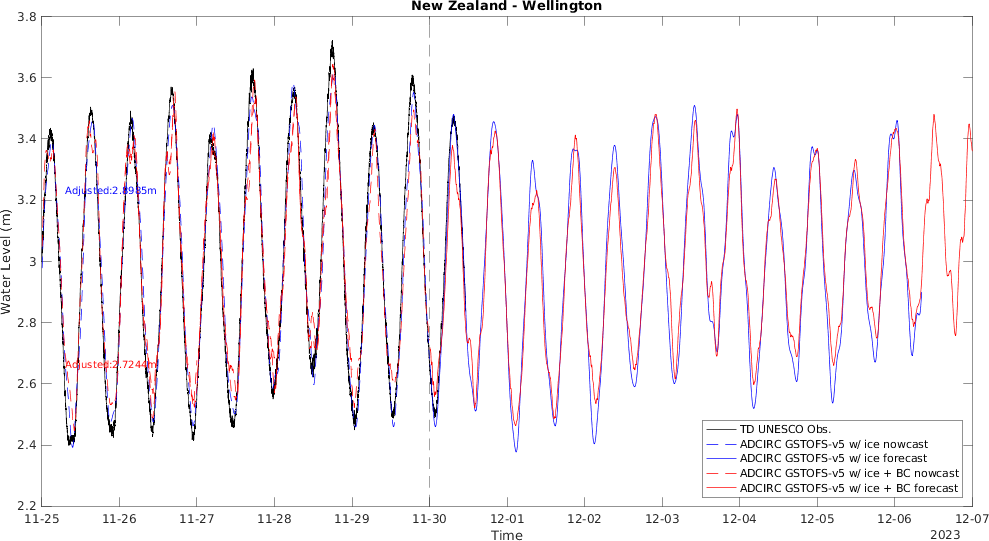 New Zealand - Wellington
3.8
3.6
3.4
3.2
3
2.8
2.6
2.4
2.2
Water Level (m)
Adjusted:2.8985m
Adjusted:2.7244m
TD UNESCO Obs.
ADCIRC GSTOFS-v5 w/ ice nowcast
ADCIRC GSTOFS-v5 w/ ice forecast
ADCIRC GSTOFS-v5 w/ ice + BC nowcast
ADCIRC GSTOFS-v5 w/ ice + BC forecast
11-25 11-26 11-27 11-28 11-29 11-30 12-01 12-02 12-03 12-04 12-05 12-06 12-07
Time
2023